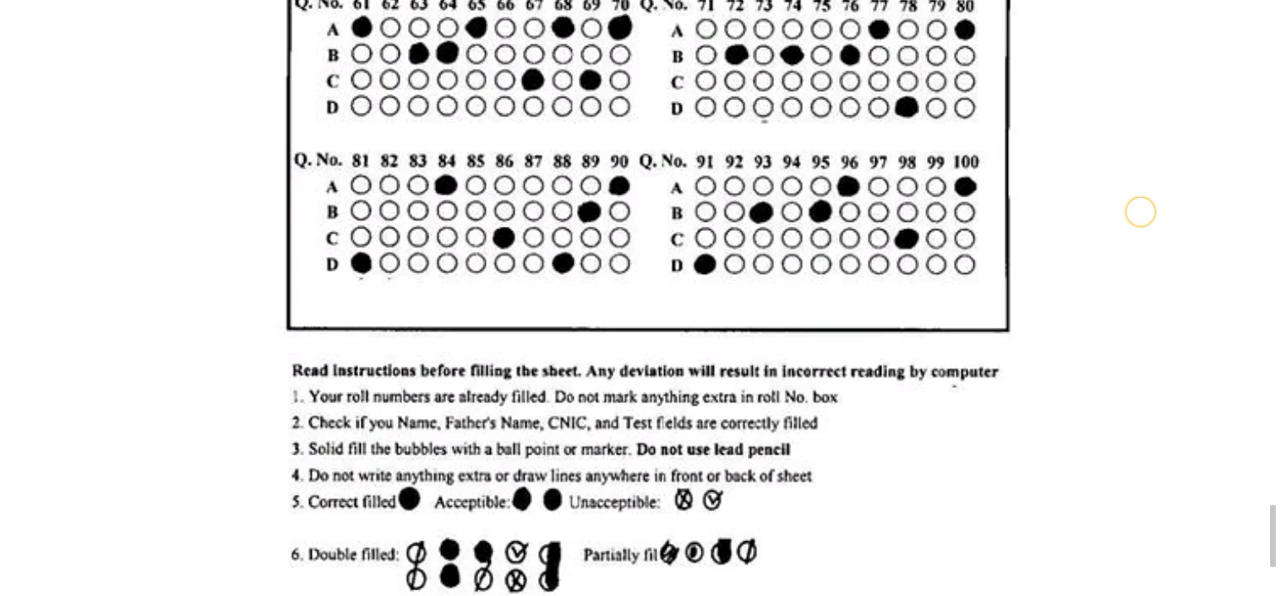 Q. No. 61 62 63 64 65 66 67 68 69 70 Q. No. 71 72 73 74 75 76 77 78 79 80
A A
B B
C C
D D
Q. No. 81 82 83 84 85 86 87 88 89 90 Q. No. 91 92 93 94 95 96 97 98 99 100
A A
B B
C C
D D
Read Instructions before filling the sheet. Any deviation will result in incorrect reading by computer
1. Your roll numbers are already filled. Do not mark anything extra in roll No. box
2. Check if you Name, Father's Name, CNIC, and Test fields are correctly filled
3. Solid fill the bubbles with a ball point or marker. Do not use lead pencil
4. Do not write anything extra or draw lines anywhere in front or back of sheet
5. Correct filled Acceptible: Unacceptible:
6. Double filled: Partially fil